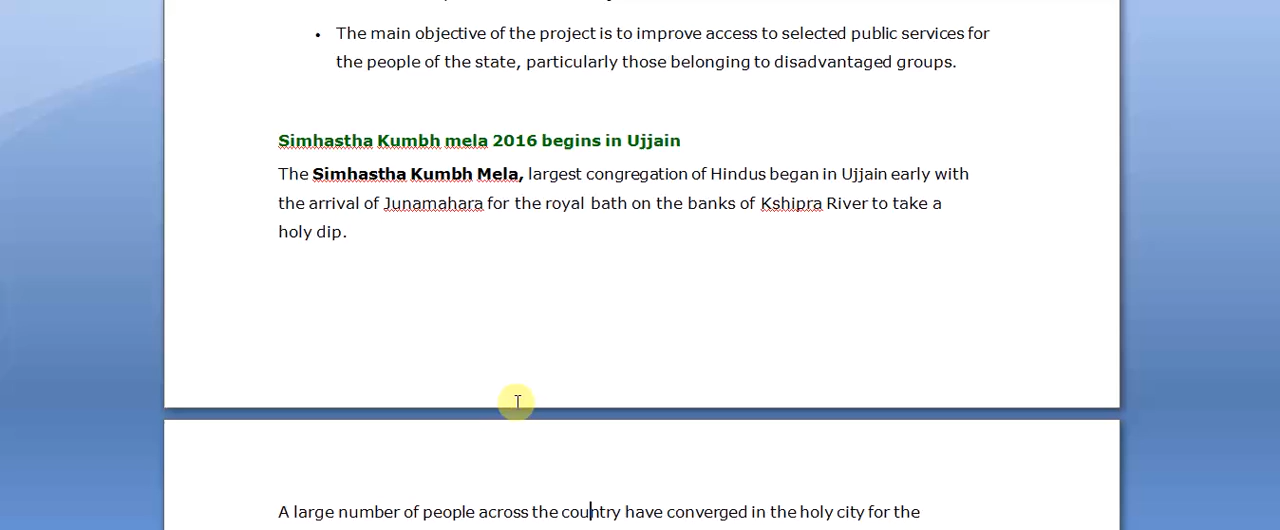 • The main objective of the project is to improve access to selected public services for
the people of the state, particularly those belonging to disadvantaged groups.
Simhastha Kumbh mela 2016 begins in Ujjain
The Simhastha Kumbh Mela, largest congregation of Hindus began in Ujjain early with
the arrival of Junamahara for the royal bath on the banks of Kshipra River to take a
holy dip.
A large number of people across the country have converged in the holy city for the